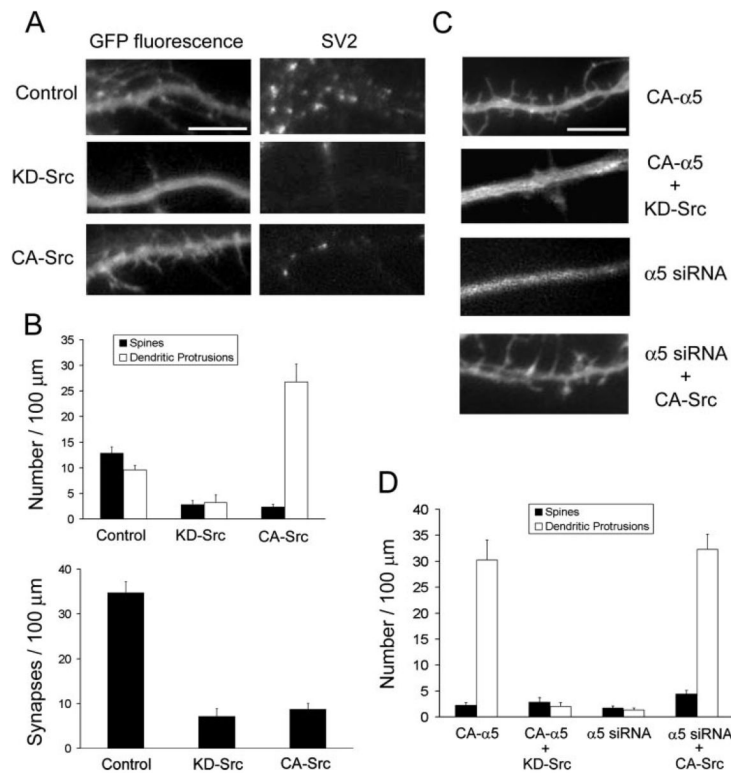 A
GFP fluorescence SV2
Control
KD-Src
CA-Src
B
Spines
Dendritic Protrusions
Number / 100 μm
35
30
25
20
15
10
5
0
Control KD-Src CA-Src
Synapses / 100 μm
40
30
20
10
0
Control KD-Src CA-Src
C
CA-α5
CA-α5
+
KD-Src
α5 siRNA
α5 siRNA
+
CA-Src
D
Spines
Dendritic Protrusions
Number / 100 μm
40
35
30
25
20
15
10
5
0
CA-α5 CA-α5 α5 siRNA α5 siRNA
+ +
KD-Src CA-Src